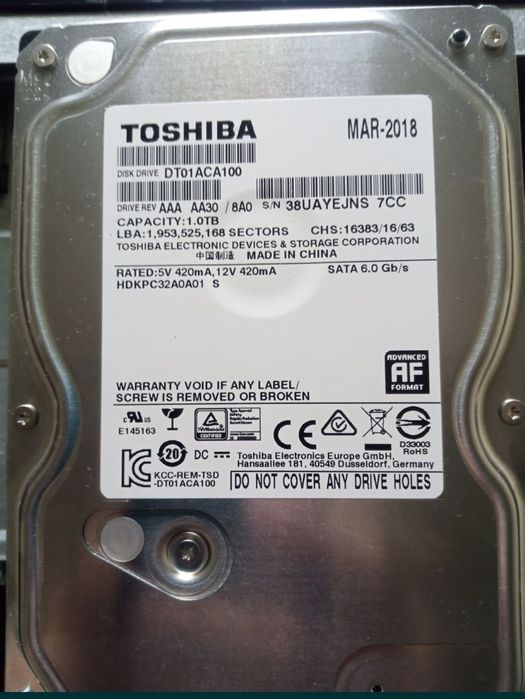 TOSHIBA
MAR-2018
DISK DRIVE DT01ACA100
DRIVE REV AAA AA30 / 8A0 S/N 38UAYEJNS 7CC
CAPACITY:1.0TB
LBA:1,953,525,168 SECTORS CHS:16383/16/63
TOSHIBA ELECTRONIC DEVICES & STORAGE CORPORATION
中国制造 MADE IN CHINA
RATED:5V 420mA,12V 420mA SATA 6.0 Gb/s
HDKPC32A0A01 S
ADVANCED
AF
FORMAT
WARRANTY VOID IF ANY LABEL/
SCREW IS REMOVED OR BROKEN
c UL us
E145163
CERTIFIED
CE
D33003
RoHS
20
DC
Toshiba Electronics Europe GmbH,
Hansaallee 181, 40549 Dusseldorf, Germany
KCC-REM-TSD
-DT01ACA100
DO NOT COVER ANY DRIVE HOLES